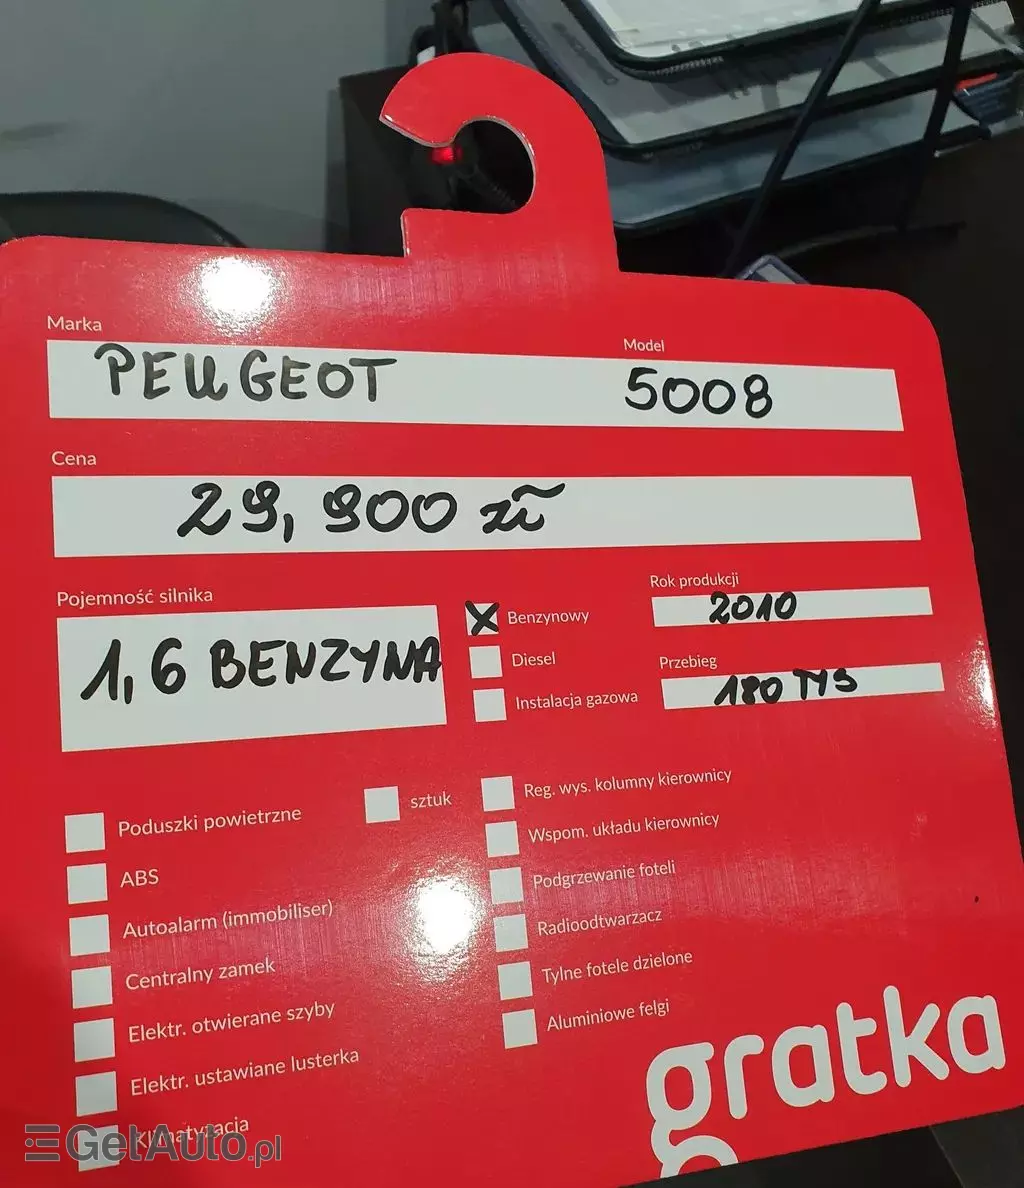 Marka
Model
PEUGEOT 5008
Cena
29,900 zł
Pojemność silnika
1,6 BENZYNA
Benzynowy
Diesel
Instalacja gazowa
Rok produkcji
2010
Przebieg
180 TYS
Poduszki powietrzne
sztuk
ABS
Autoalarm (immobiliser)
Centralny zamek
Elektr. otwierane szyby
Elektr. ustawiane lusterka
Klimatyzacja
Reg. wys. kolumny kierownicy
Wspom. układu kierownicy
Podgrzewanie foteli
Radioodtwarzacz
Tylne fotele dzielone
Aluminiowe felgi
gratka
GetAuto.pl